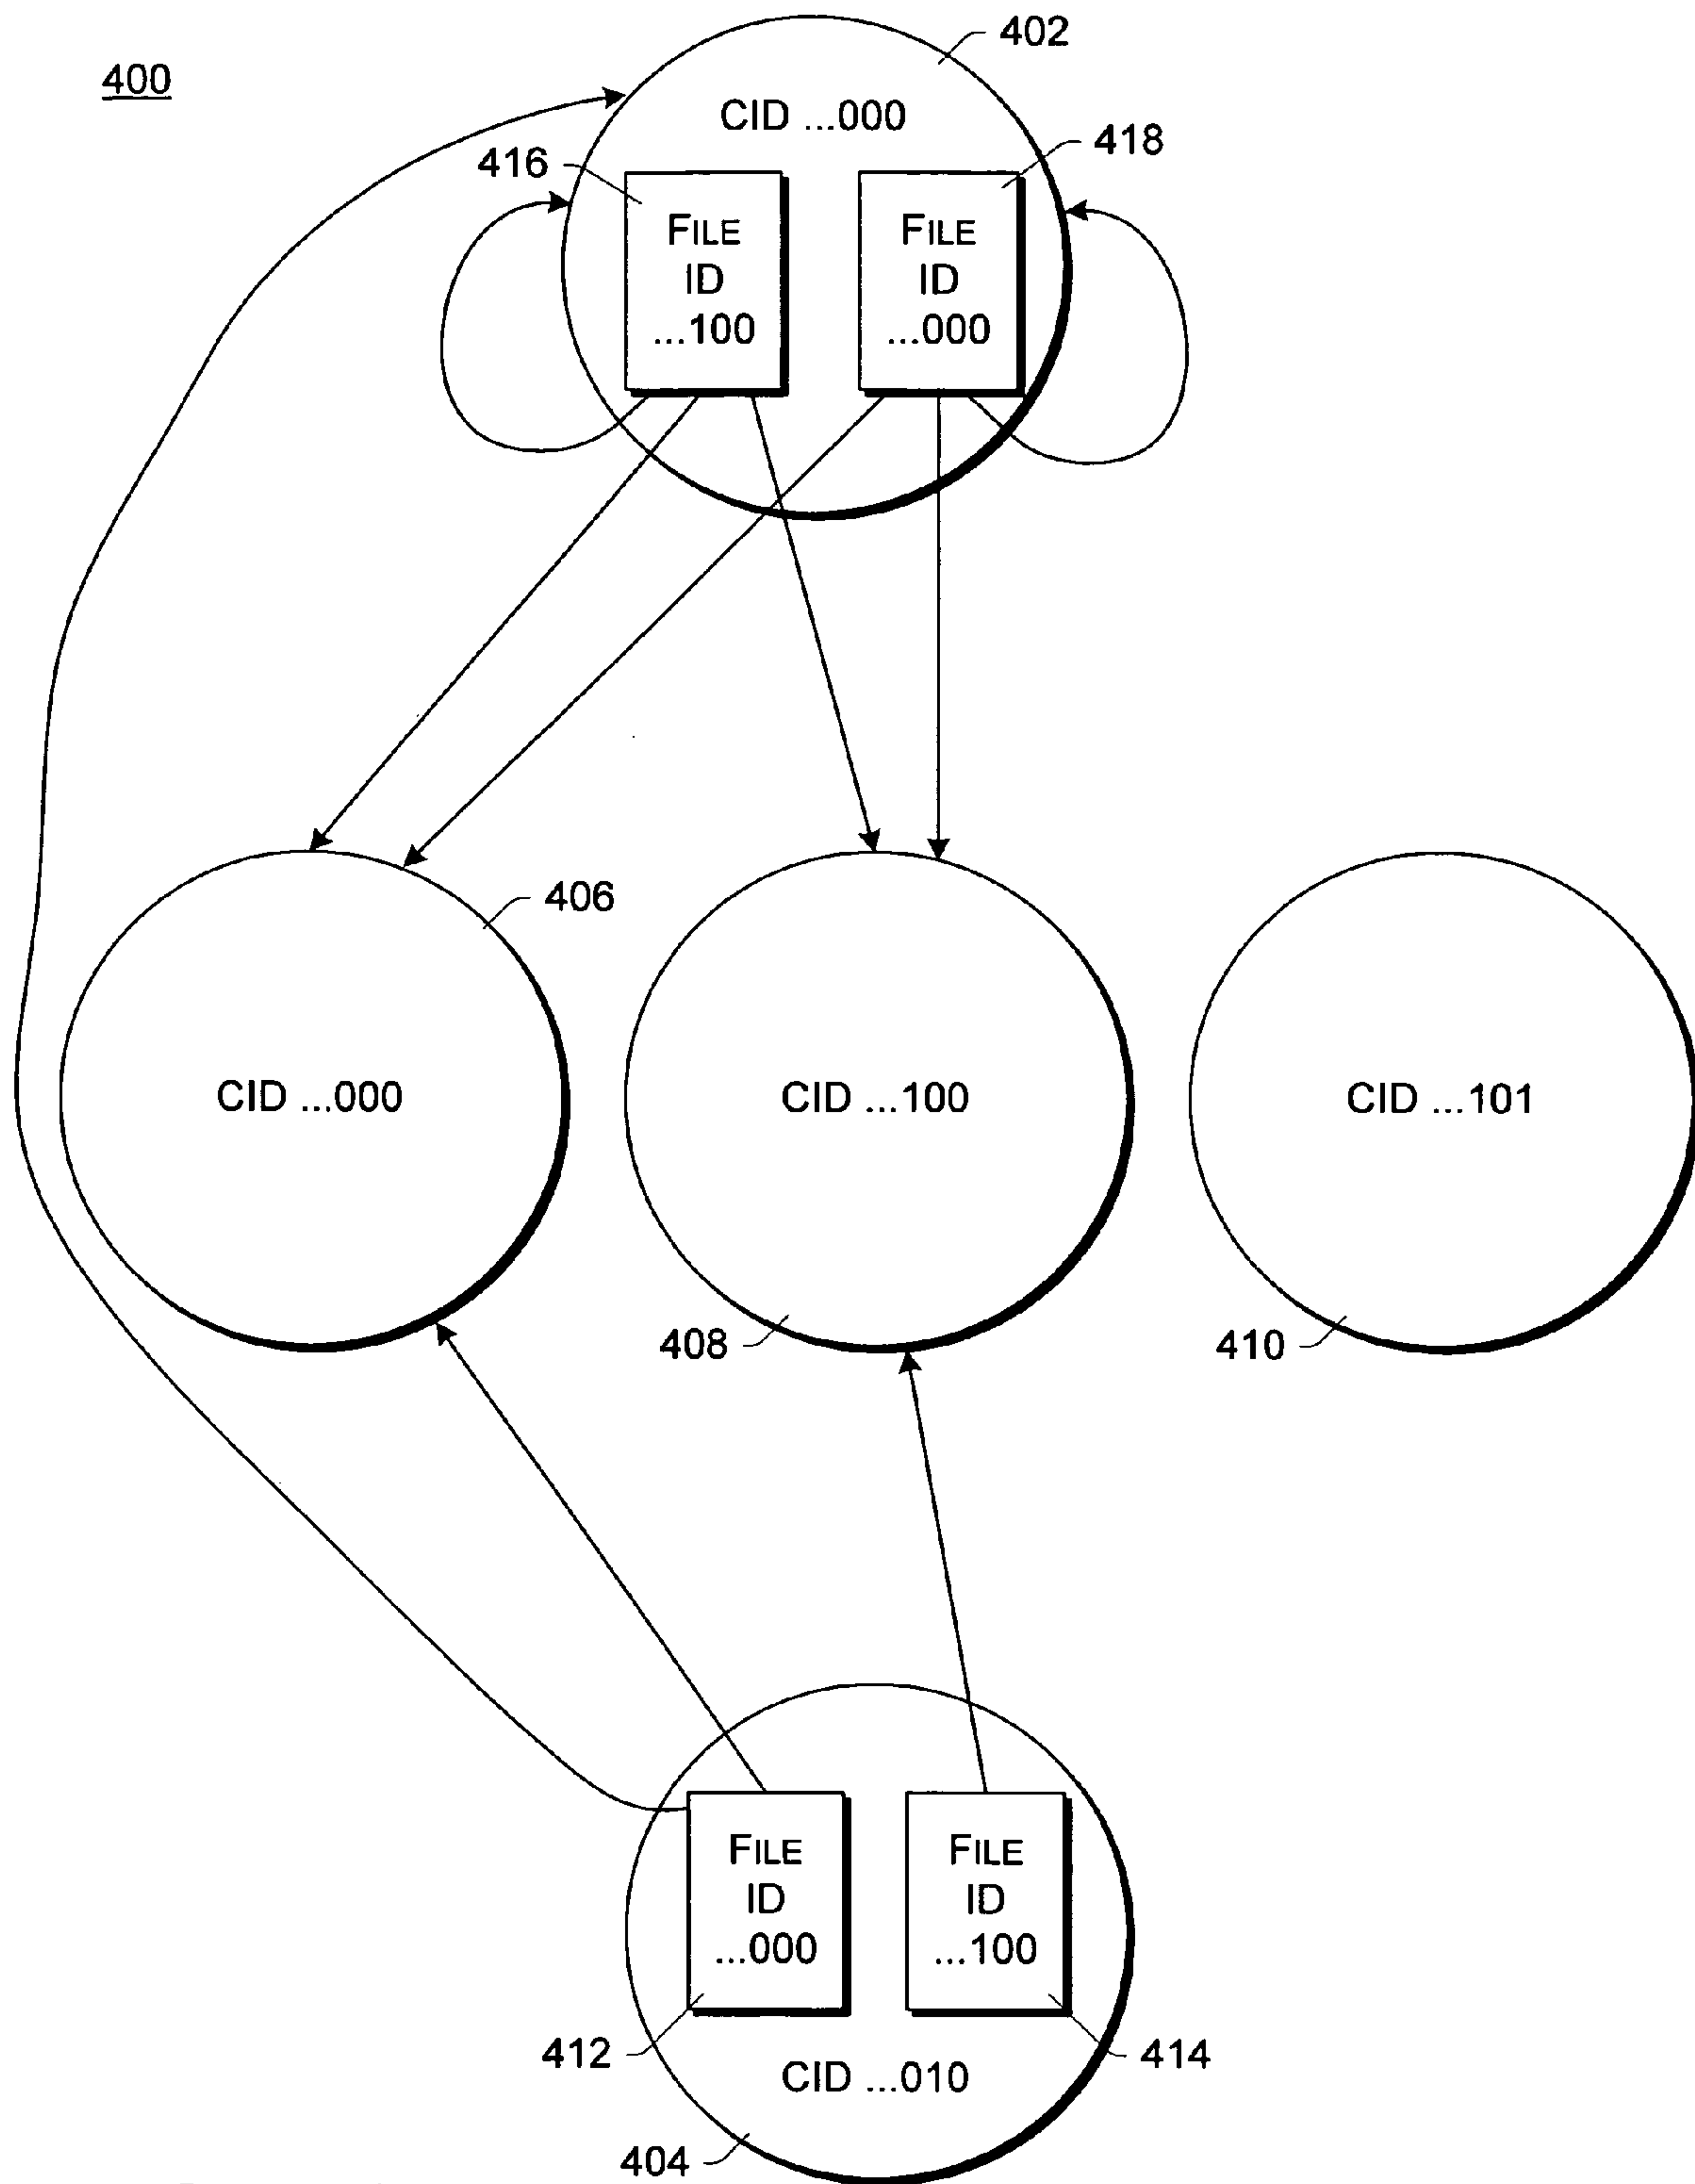 400
402
CID ...000
416
418
FILE
ID
...100
FILE
ID
...000
406
CID ...000
CID ...100
CID ...101
408
410
FILE
ID
...000
FILE
ID
...100
412
414
CID ...010
404